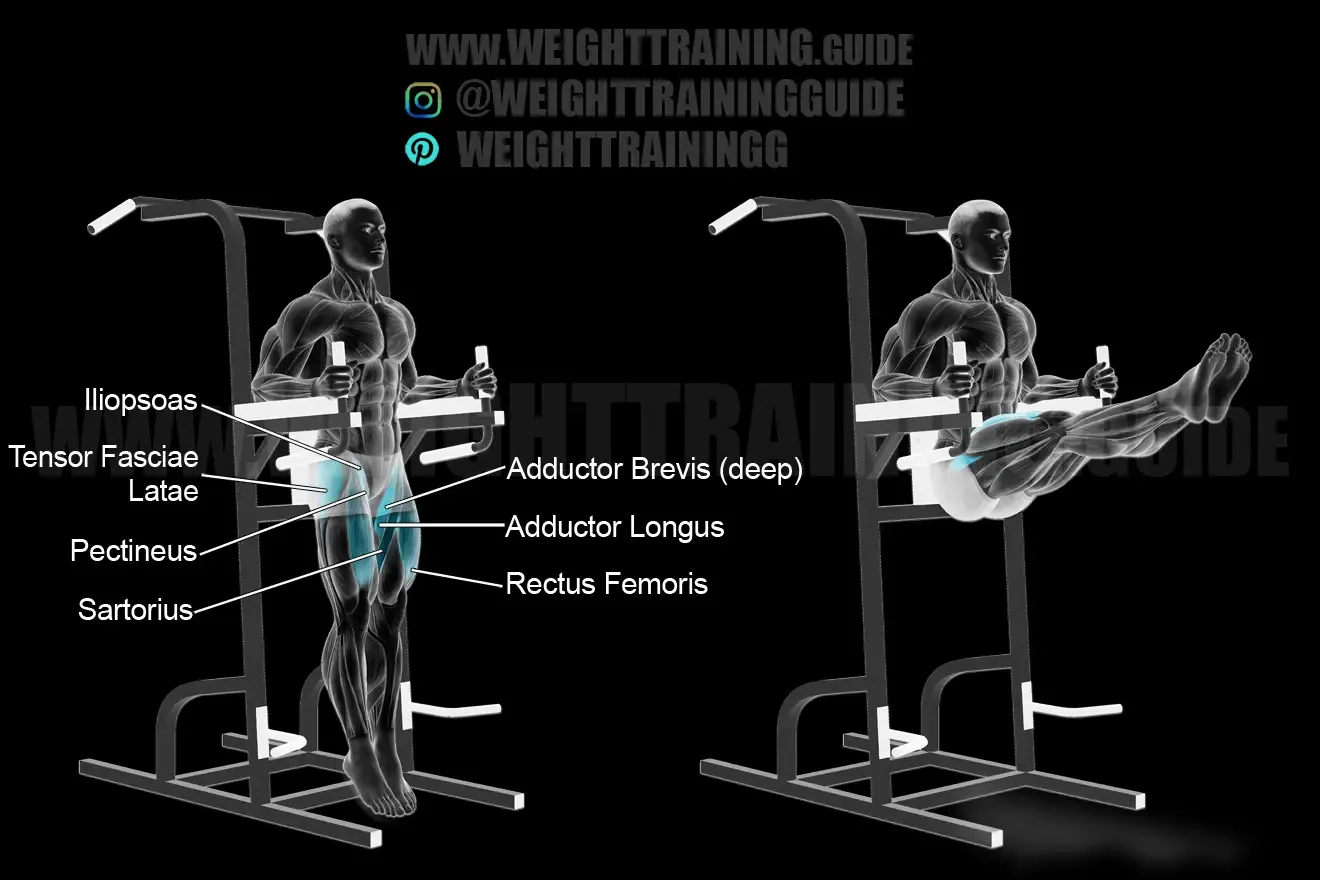 WWW.WEIGHTTRAINING.GUIDE
@WEIGHTTRAININGGUIDE
WEIGHTTRAININGG
WWW.WEIGHTTRAINING.GUIDE
Iliopsoas
Tensor Fasciae
Latae
Pectineus
Sartorius
Adductor Brevis (deep)
Adductor Longus
Rectus Femoris